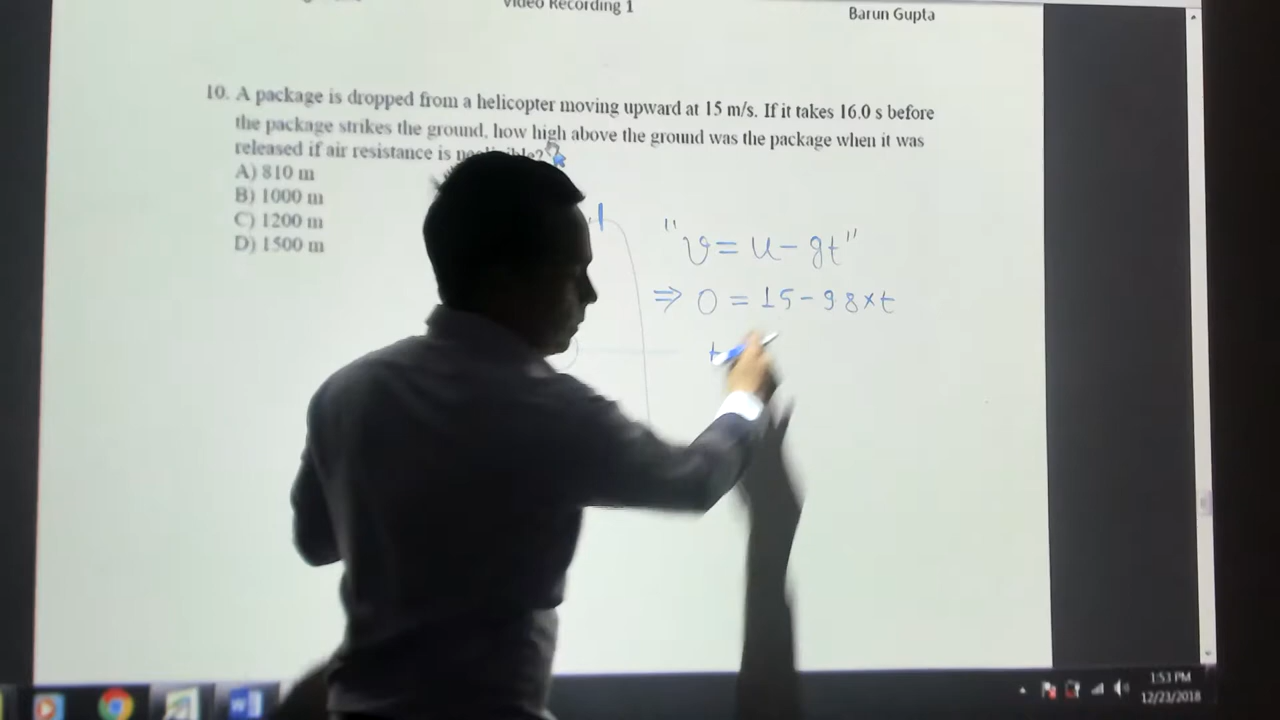 Video Recording 1
Barun Gupta
10. A package is dropped from a helicopter moving upward at 15 m/s. If it takes 16.0 s before
the package strikes the ground, how high above the ground was the package when it was
released if air resistance is
A) 810 m
B) 1000 m
C) 1200 m
D) 1500 m
"v = u - gt"
⇒ 0 = 15 - 98 × t
1:53 PM
12/23/2018